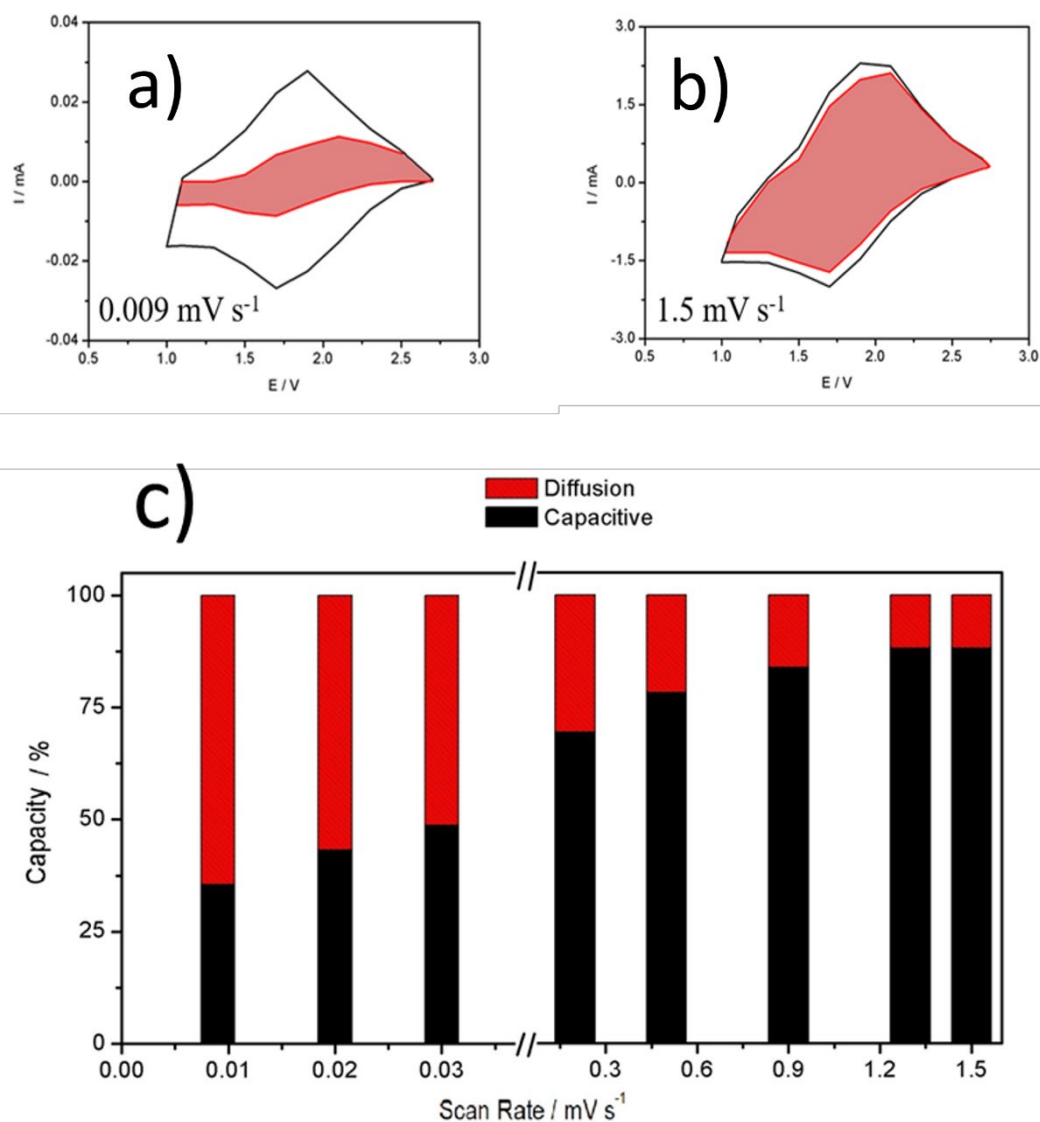 a)
0.04
0.02
0.00
-0.02
-0.04
I / mA
0.009 mV s⁻¹
0.5 1.0 1.5 2.0 2.5 3.0
E / V
b)
3.0
1.5
0.0
-1.5
-3.0
I / mA
1.5 mV s⁻¹
0.5 1.0 1.5 2.0 2.5 3.0
E / V
c)
Diffusion
Capacitive
100
75
50
25
0
Capacity / %
0.00 0.01 0.02 0.03 0.3 0.6 0.9 1.2 1.5
Scan Rate / mV s⁻¹